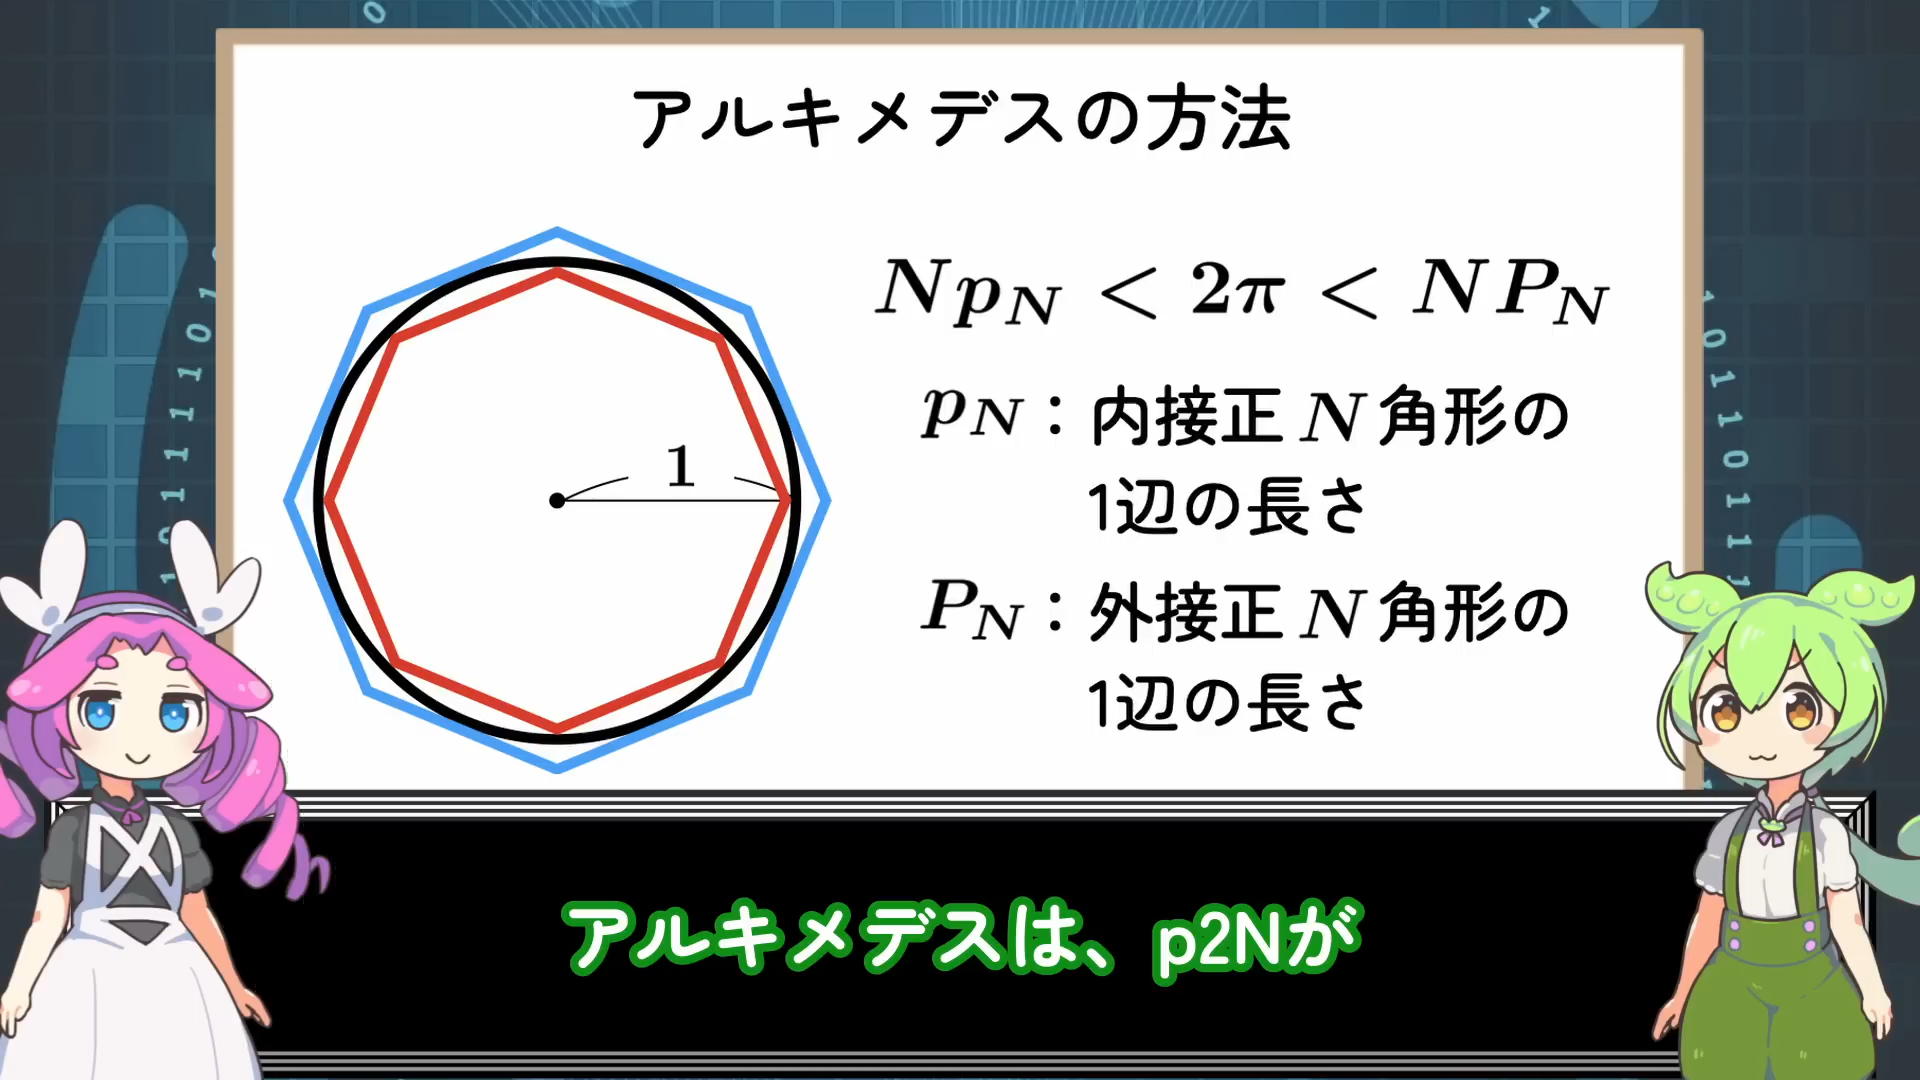 アルキメデスの方法
Np_N < 2π < NP_N
1
p_N：内接正N角形の
1辺の長さ
P_N：外接正N角形の
1辺の長さ
アルキメデスは、p2Nが